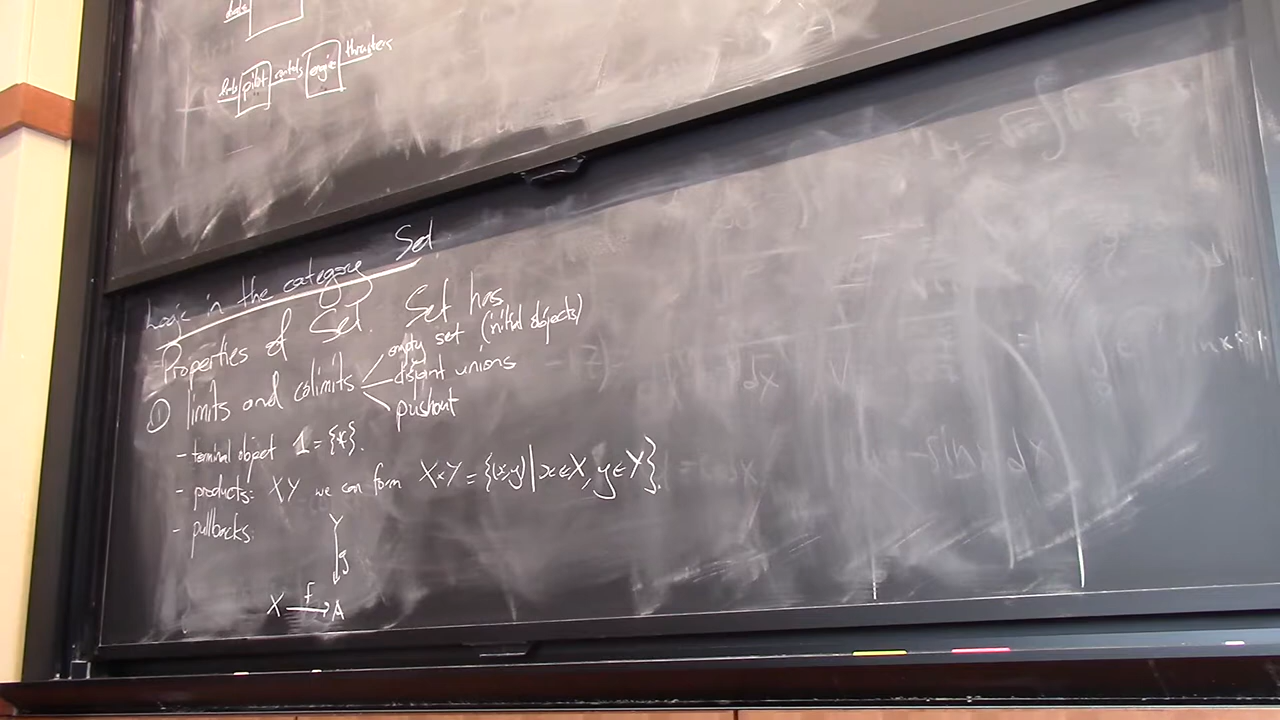 pilot controls engine thrusters
Logic in the category Set
Properties of Set. Set has
① limits and colimits
empty set (initial objects)
disjoint unions
pushout
- terminal object 1 = {*}.
- products: X Y we can form X×Y = {(x,y) | x∈X, y∈Y}.
- pullbacks
Y
g
X f A